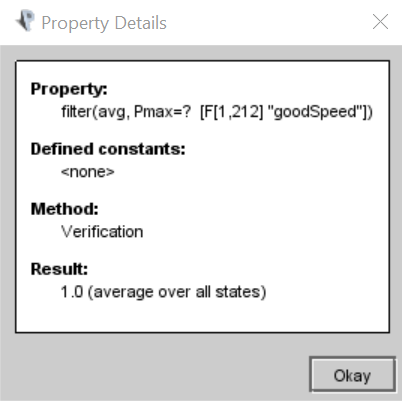 Property Details
Property:
filter(avg, Pmax=?  [F[1,212] "goodSpeed"])
Defined constants:
<none>
Method:
Verification
Result:
1.0 (average over all states)
Okay